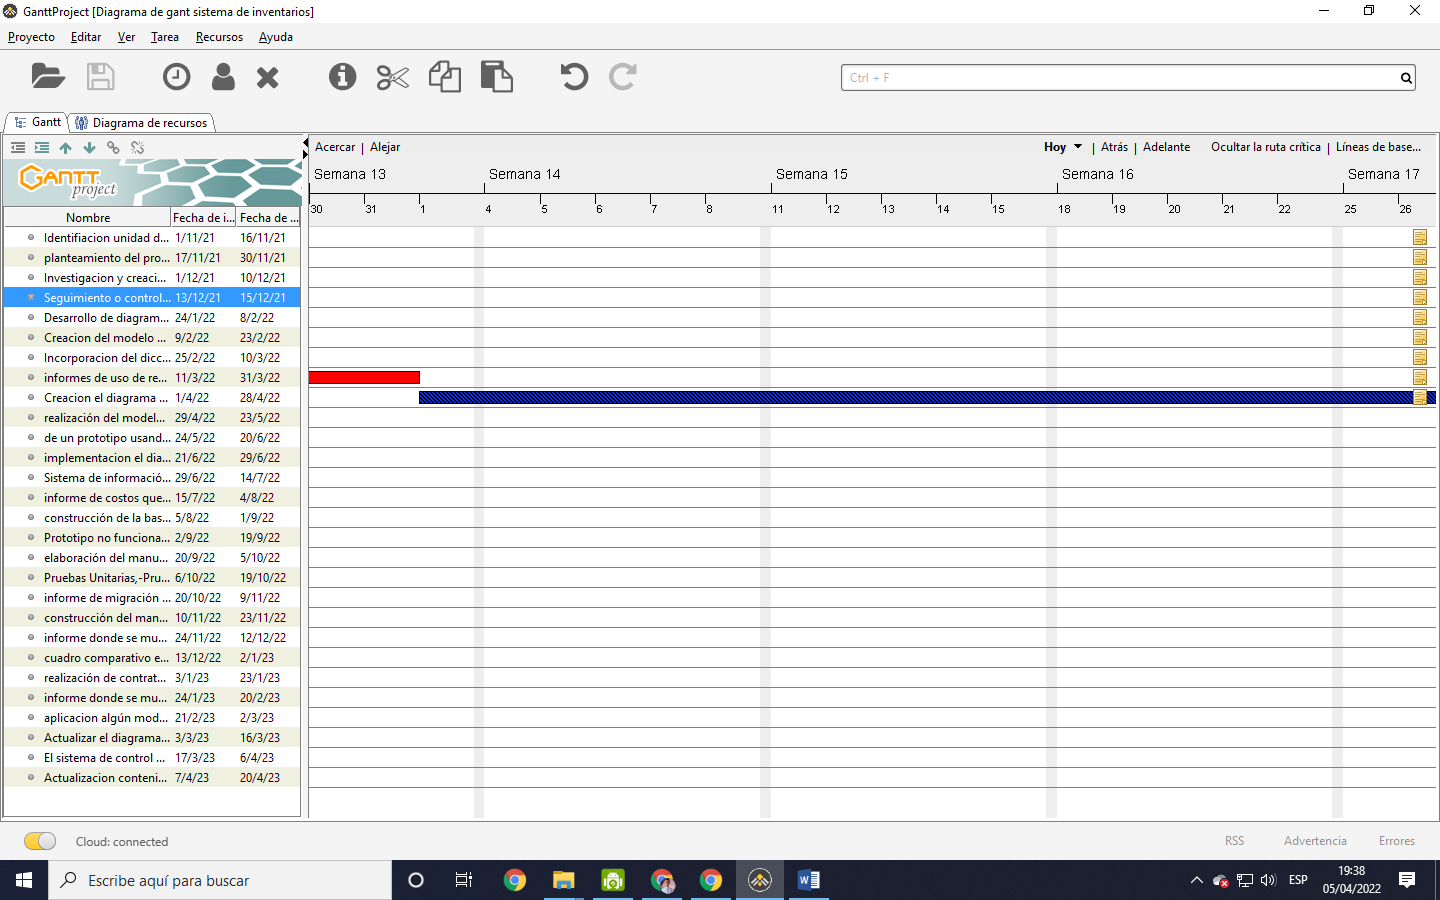 GanttProject [Diagrama de gant sistema de inventarios]
Proyecto Editar Ver Tarea Recursos Ayuda
Ctrl + F
Gantt Diagrama de recursos
Acercar | Alejar Hoy | Atrás | Adelante Ocultar la ruta crítica | Líneas de base...
GANTT project
Semana 13 Semana 14 Semana 15 Semana 16 Semana 17
30 31 1 4 5 6 7 8 11 12 13 14 15 18 19 20 21 22 25 26
Nombre Fecha de i... Fecha de ...
Identifiacion unidad d... 1/11/21 16/11/21
planteamiento del pro... 17/11/21 30/11/21
Investigacion y creaci... 1/12/21 10/12/21
Seguimiento o control... 13/12/21 15/12/21
Desarrollo de diagram... 24/1/22 8/2/22
Creacion del modelo ... 9/2/22 23/2/22
Incorporacion del dicc... 25/2/22 10/3/22
informes de uso de re... 11/3/22 31/3/22
Creacion el diagrama ... 1/4/22 28/4/22
realización del model... 29/4/22 23/5/22
de un prototipo usand... 24/5/22 20/6/22
implementacion el dia... 21/6/22 29/6/22
Sistema de informació... 29/6/22 14/7/22
informe de costos que... 15/7/22 4/8/22
construcción de la bas... 5/8/22 1/9/22
Prototipo no funciona... 2/9/22 19/9/22
elaboración del manu... 20/9/22 5/10/22
Pruebas Unitarias,-Pru... 6/10/22 19/10/22
informe de migración ... 20/10/22 9/11/22
construcción del man... 10/11/22 23/11/22
informe donde se mu... 24/11/22 12/12/22
cuadro comparativo e... 13/12/22 2/1/23
realización de contrat... 3/1/23 23/1/23
informe donde se mu... 24/1/23 20/2/23
aplicacion algún mod... 21/2/23 2/3/23
Actualizar el diagrama... 3/3/23 16/3/23
El sistema de control ... 17/3/23 6/4/23
Actualizacion conteni... 7/4/23 20/4/23
Cloud: connected RSS Advertencia Errores
Escribe aquí para buscar ESP 19:38
05/04/2022